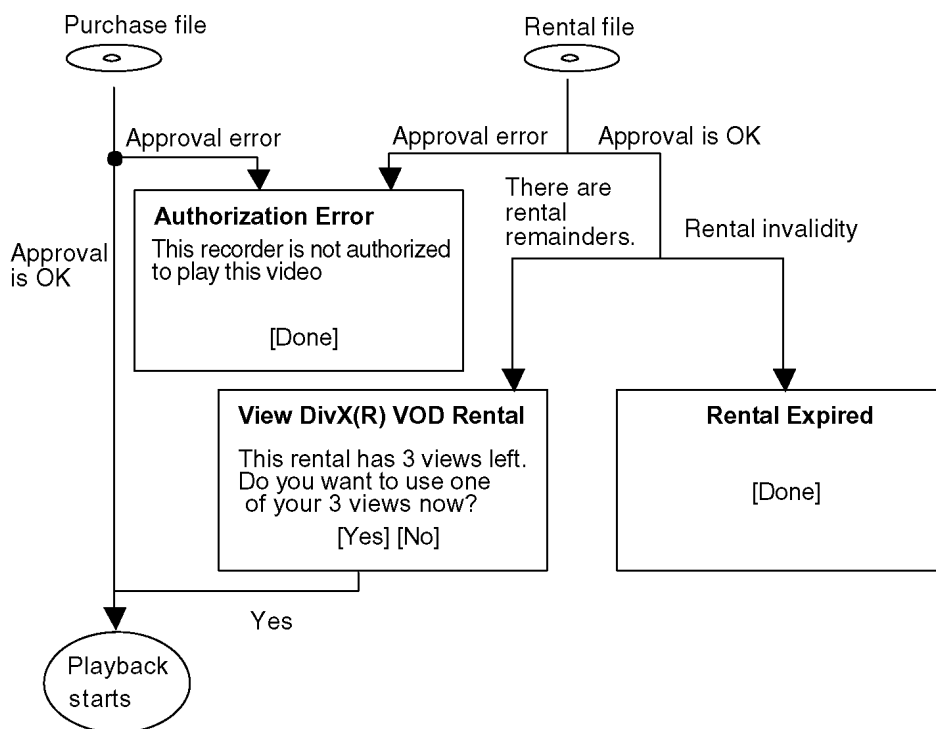 Purchase file
Rental file
Approval error
Approval error
Approval is OK
There are
rental
remainders.
Rental invalidity
Approval
is OK
Authorization Error
This recorder is not authorized
to play this video
[Done]
View DivX(R) VOD Rental
This rental has 3 views left.
Do you want to use one
of your 3 views now?
[Yes] [No]
Rental Expired
[Done]
Yes
Playback
starts